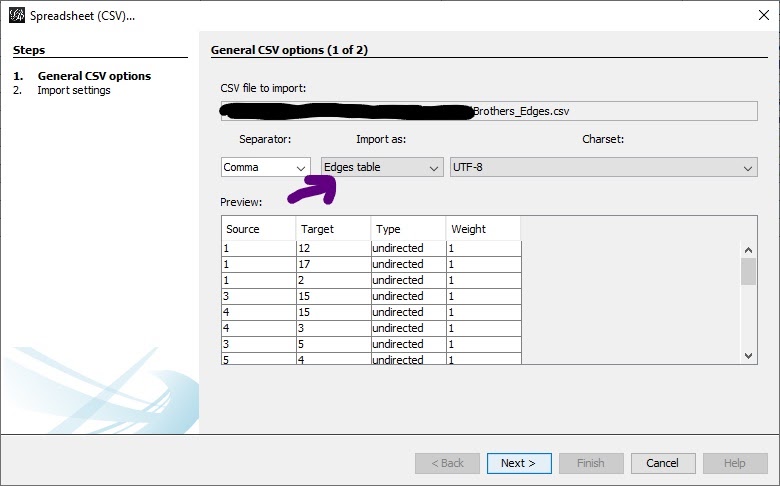 Spreadsheet (CSV)...
Steps
1. General CSV options
2. Import settings
General CSV options (1 of 2)
CSV file to import:
Brothers_Edges.csv
Separator: Import as: Charset:
Comma Edges table UTF-8
Preview:
Source Target Type Weight
1 12 undirected 1
1 17 undirected 1
1 2 undirected 1
3 15 undirected 1
4 15 undirected 1
4 3 undirected 1
3 5 undirected 1
5 4 undirected 1
< Back Next > Finish Cancel Help